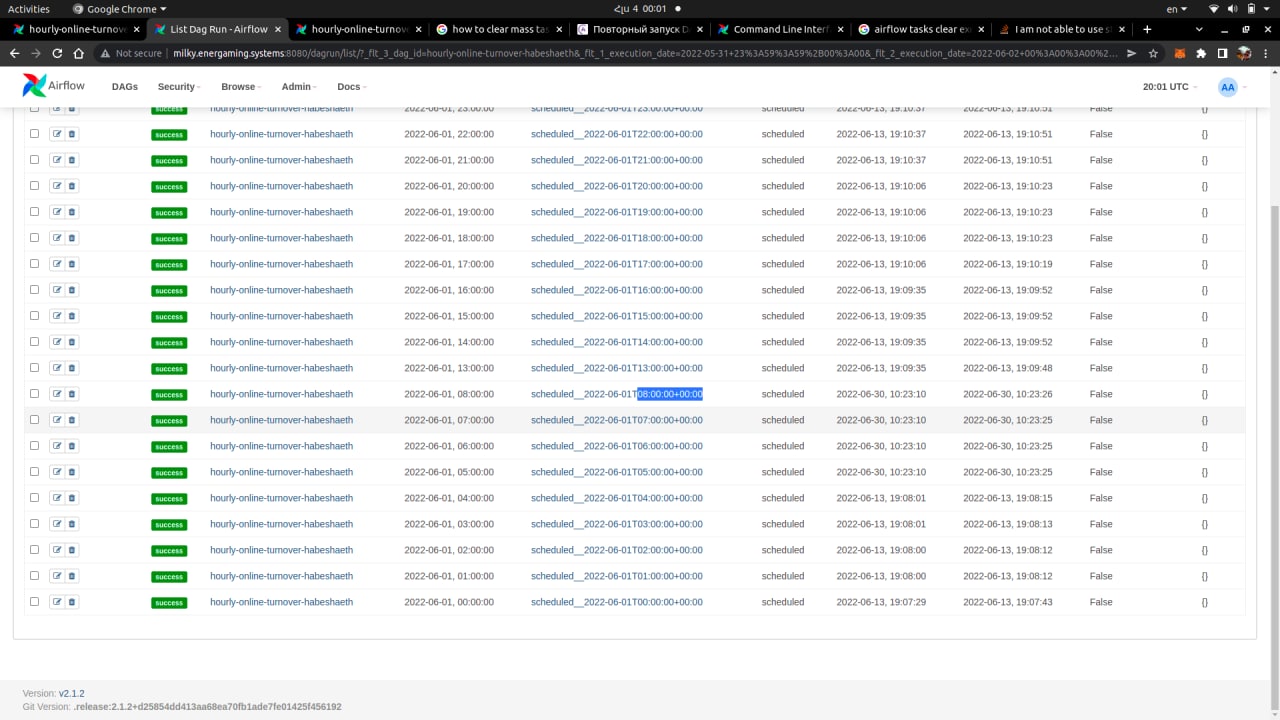 Activities Google Chrome Հլս 4 00:01 en
hourly-online-turnove List Dag Run - Airflow hourly-online-turnove how to clear mass tas Повторный запуск D Command Line Interf airflow tasks clear exe I am not able to use st
Not secure milky.energaming.systems:8080/dagrun/list/?_flt_3_dag_id=hourly-online-turnover-habeshaeth&_flt_1_execution_date=2022-05-31+23%3A59%3A59%2B00%3A00&_flt_2_execution_date=2022-06-02+00%3A00%3A00%2...
Airflow DAGs Security Browse Admin Docs 20:01 UTC AA
success hourly-online-turnover-habeshaeth 2022-06-01, 23:00:00 scheduled__2022-06-01T23:00:00+00:00 scheduled 2022-06-13, 19:10:37 2022-06-13, 19:10:51 False {}
success hourly-online-turnover-habeshaeth 2022-06-01, 22:00:00 scheduled__2022-06-01T22:00:00+00:00 scheduled 2022-06-13, 19:10:37 2022-06-13, 19:10:51 False {}
success hourly-online-turnover-habeshaeth 2022-06-01, 21:00:00 scheduled__2022-06-01T21:00:00+00:00 scheduled 2022-06-13, 19:10:37 2022-06-13, 19:10:51 False {}
success hourly-online-turnover-habeshaeth 2022-06-01, 20:00:00 scheduled__2022-06-01T20:00:00+00:00 scheduled 2022-06-13, 19:10:06 2022-06-13, 19:10:23 False {}
success hourly-online-turnover-habeshaeth 2022-06-01, 19:00:00 scheduled__2022-06-01T19:00:00+00:00 scheduled 2022-06-13, 19:10:06 2022-06-13, 19:10:23 False {}
success hourly-online-turnover-habeshaeth 2022-06-01, 18:00:00 scheduled__2022-06-01T18:00:00+00:00 scheduled 2022-06-13, 19:10:06 2022-06-13, 19:10:23 False {}
success hourly-online-turnover-habeshaeth 2022-06-01, 17:00:00 scheduled__2022-06-01T17:00:00+00:00 scheduled 2022-06-13, 19:10:06 2022-06-13, 19:10:19 False {}
success hourly-online-turnover-habeshaeth 2022-06-01, 16:00:00 scheduled__2022-06-01T16:00:00+00:00 scheduled 2022-06-13, 19:09:35 2022-06-13, 19:09:52 False {}
success hourly-online-turnover-habeshaeth 2022-06-01, 15:00:00 scheduled__2022-06-01T15:00:00+00:00 scheduled 2022-06-13, 19:09:35 2022-06-13, 19:09:52 False {}
success hourly-online-turnover-habeshaeth 2022-06-01, 14:00:00 scheduled__2022-06-01T14:00:00+00:00 scheduled 2022-06-13, 19:09:35 2022-06-13, 19:09:52 False {}
success hourly-online-turnover-habeshaeth 2022-06-01, 13:00:00 scheduled__2022-06-01T13:00:00+00:00 scheduled 2022-06-13, 19:09:35 2022-06-13, 19:09:48 False {}
success hourly-online-turnover-habeshaeth 2022-06-01, 08:00:00 scheduled__2022-06-01T08:00:00+00:00 scheduled 2022-06-30, 10:23:10 2022-06-30, 10:23:26 False {}
success hourly-online-turnover-habeshaeth 2022-06-01, 07:00:00 scheduled__2022-06-01T07:00:00+00:00 scheduled 2022-06-30, 10:23:10 2022-06-30, 10:23:25 False {}
success hourly-online-turnover-habeshaeth 2022-06-01, 06:00:00 scheduled__2022-06-01T06:00:00+00:00 scheduled 2022-06-30, 10:23:10 2022-06-30, 10:23:25 False {}
success hourly-online-turnover-habeshaeth 2022-06-01, 05:00:00 scheduled__2022-06-01T05:00:00+00:00 scheduled 2022-06-30, 10:23:10 2022-06-30, 10:23:25 False {}
success hourly-online-turnover-habeshaeth 2022-06-01, 04:00:00 scheduled__2022-06-01T04:00:00+00:00 scheduled 2022-06-13, 19:08:01 2022-06-13, 19:08:15 False {}
success hourly-online-turnover-habeshaeth 2022-06-01, 03:00:00 scheduled__2022-06-01T03:00:00+00:00 scheduled 2022-06-13, 19:08:01 2022-06-13, 19:08:13 False {}
success hourly-online-turnover-habeshaeth 2022-06-01, 02:00:00 scheduled__2022-06-01T02:00:00+00:00 scheduled 2022-06-13, 19:08:00 2022-06-13, 19:08:12 False {}
success hourly-online-turnover-habeshaeth 2022-06-01, 01:00:00 scheduled__2022-06-01T01:00:00+00:00 scheduled 2022-06-13, 19:08:00 2022-06-13, 19:08:12 False {}
success hourly-online-turnover-habeshaeth 2022-06-01, 00:00:00 scheduled__2022-06-01T00:00:00+00:00 scheduled 2022-06-13, 19:07:29 2022-06-13, 19:07:43 False {}
Version: v2.1.2
Git Version: .release:2.1.2+d25854dd413aa68ea70fb1ade7fe01425f456192